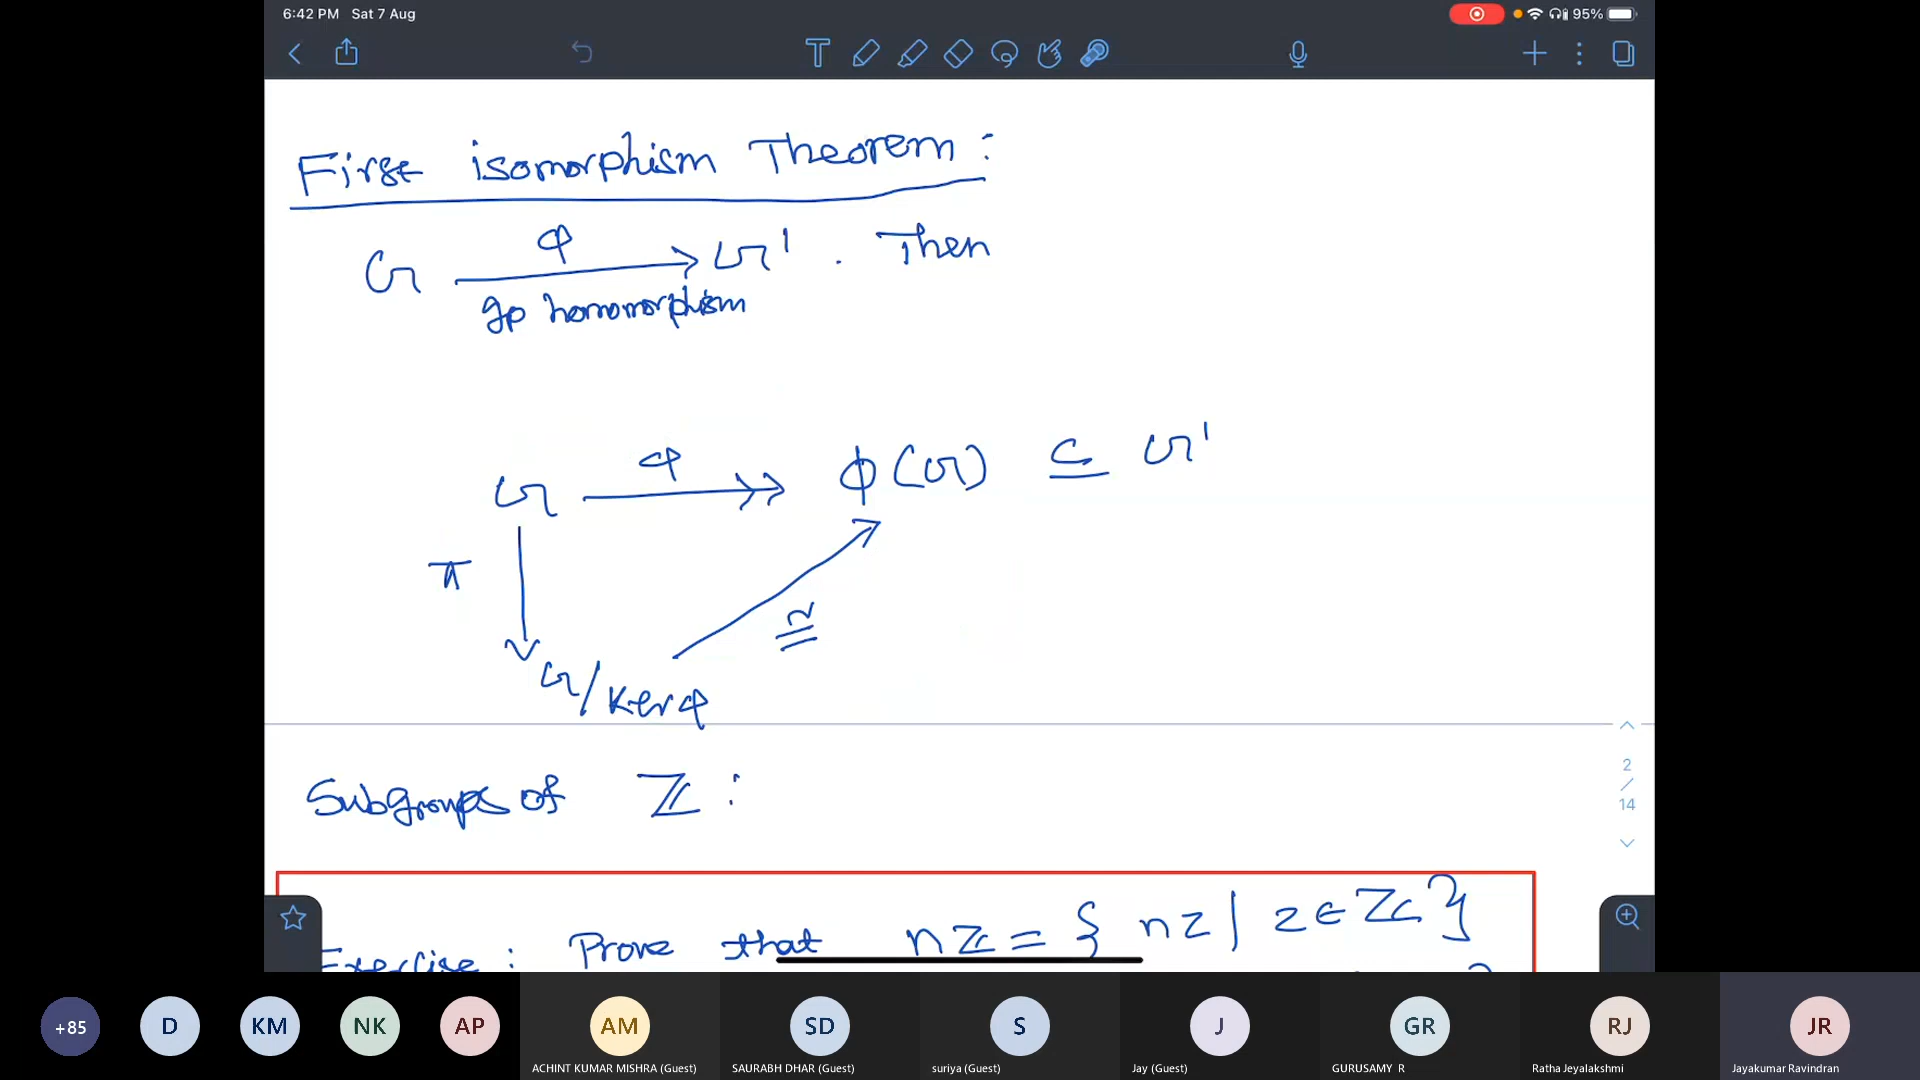 6:42 PM Sat 7 Aug
95%
First isomorphism Theorem :
G φ G' . Then
gp homomorphism
G φ ϕ(G) ⊆ G'
π
≅
G/Ker φ
2
/
14
Subgroups of ℤ :
Exercise : Prove that nℤ = { nz | z ∈ ℤ }
+85
D
KM
NK
AP
AM
SD
S
J
GR
RJ
JR
ACHINT KUMAR MISHRA (Guest)
SAURABH DHAR (Guest)
suriya (Guest)
Jay (Guest)
GURUSAMY R
Ratha Jeyalakshmi
Jayakumar Ravindran